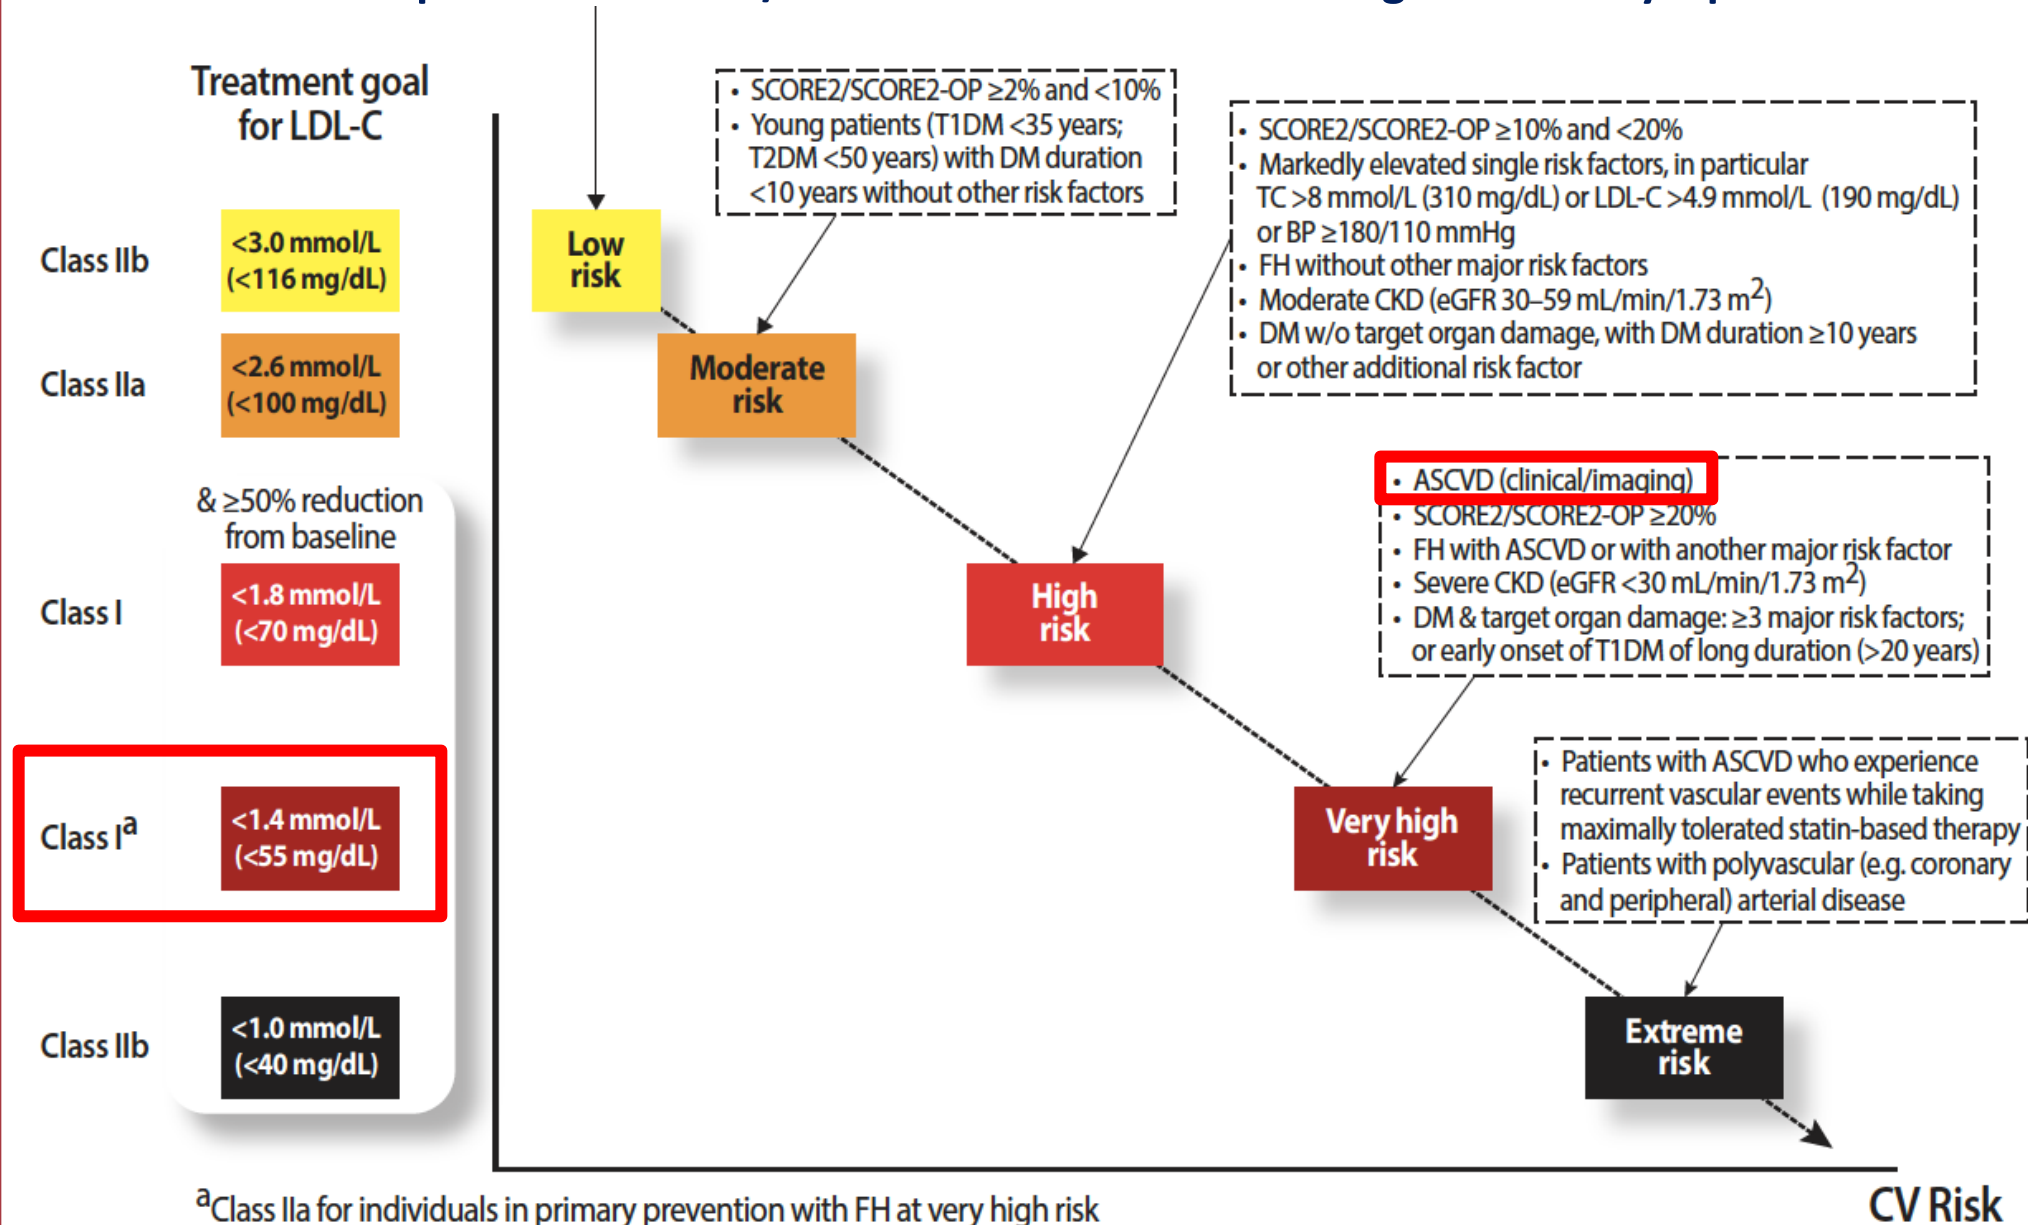 Treatment goal
for LDL-C
Class IIb
<3.0 mmol/L
(<116 mg/dL)
Class IIa
<2.6 mmol/L
(<100 mg/dL)
& ≥50% reduction
from baseline
Class I
<1.8 mmol/L
(<70 mg/dL)
Class Iᵃ
<1.4 mmol/L
(<55 mg/dL)
Class IIb
<1.0 mmol/L
(<40 mg/dL)
Low
risk
• SCORE2/SCORE2-OP ≥2% and <10%
• Young patients (T1DM <35 years;
T2DM <50 years) with DM duration
<10 years without other risk factors
Moderate
risk
• SCORE2/SCORE2-OP ≥10% and <20%
• Markedly elevated single risk factors, in particular
TC >8 mmol/L (310 mg/dL) or LDL-C >4.9 mmol/L (190 mg/dL)
or BP ≥180/110 mmHg
• FH without other major risk factors
• Moderate CKD (eGFR 30–59 mL/min/1.73 m²)
• DM w/o target organ damage, with DM duration ≥10 years
or other additional risk factor
High
risk
• ASCVD (clinical/imaging)
• SCORE2/SCORE2-OP ≥20%
• FH with ASCVD or with another major risk factor
• Severe CKD (eGFR <30 mL/min/1.73 m²)
• DM & target organ damage: ≥3 major risk factors;
or early onset of T1DM of long duration (>20 years)
Very high
risk
• Patients with ASCVD who experience
recurrent vascular events while taking
maximally tolerated statin-based therapy
• Patients with polyvascular (e.g. coronary
and peripheral) arterial disease
Extreme
risk
CV Risk
ᵃClass IIa for individuals in primary prevention with FH at very high risk